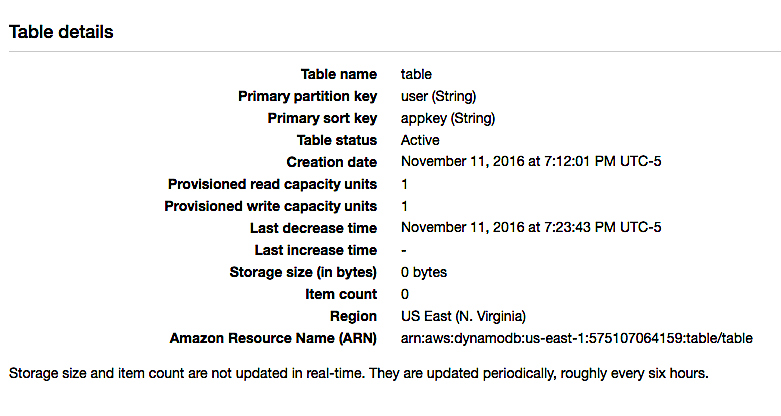 Table details
Table name table
Primary partition key user (String)
Primary sort key appkey (String)
Table status Active
Creation date November 11, 2016 at 7:12:01 PM UTC-5
Provisioned read capacity units 1
Provisioned write capacity units 1
Last decrease time November 11, 2016 at 7:23:43 PM UTC-5
Last increase time -
Storage size (in bytes) 0 bytes
Item count 0
Region US East (N. Virginia)
Amazon Resource Name (ARN) arn:aws:dynamodb:us-east-1:575107064159:table/table
Storage size and item count are not updated in real-time. They are updated periodically, roughly every six hours.